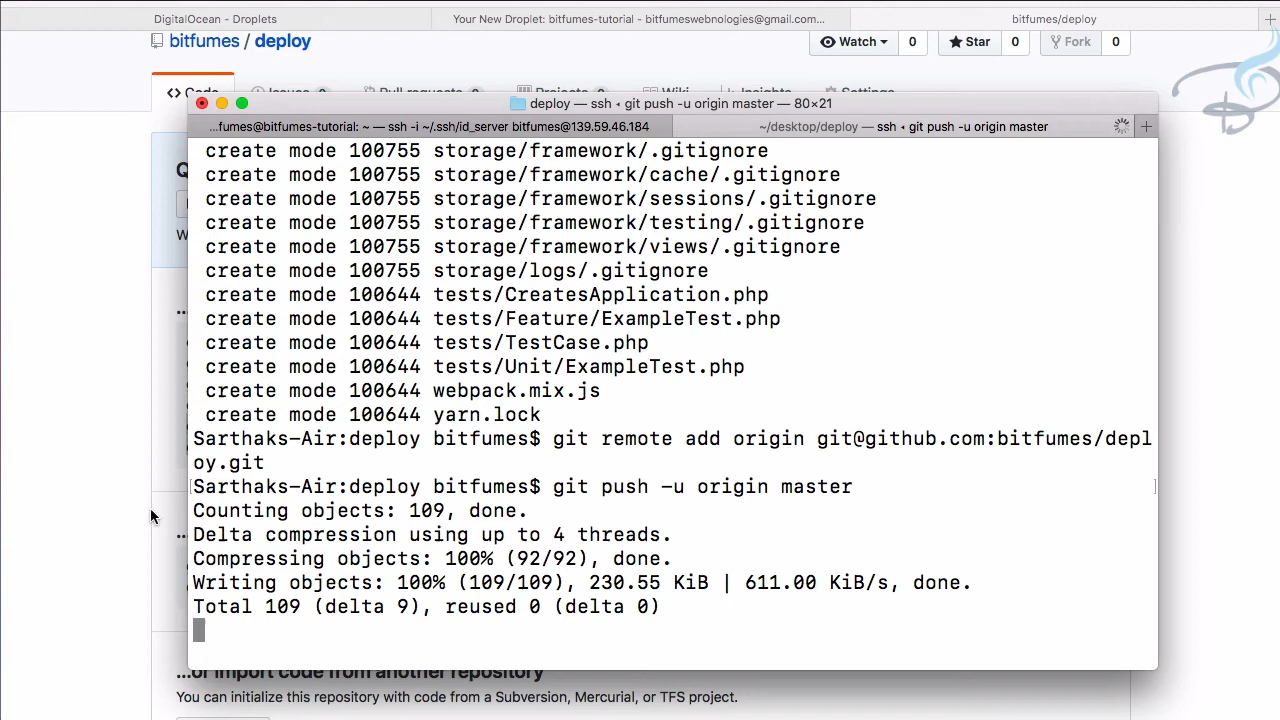 DigitalOcean - Droplets
Your New Droplet: bitfumes-tutorial - bitfumeswebnologies@gmail.com...
bitfumes/deploy
bitfumes / deploy
Watch 0
Star 0
Fork 0
deploy — ssh ‹ git push -u origin master — 80×21
...fumes@bitfumes-tutorial: ~ — ssh -i ~/.ssh/id_server bitfumes@139.59.46.184
~/desktop/deploy — ssh ‹ git push -u origin master
create mode 100755 storage/framework/.gitignore
create mode 100755 storage/framework/cache/.gitignore
create mode 100755 storage/framework/sessions/.gitignore
create mode 100755 storage/framework/testing/.gitignore
create mode 100755 storage/framework/views/.gitignore
create mode 100755 storage/logs/.gitignore
create mode 100644 tests/CreatesApplication.php
create mode 100644 tests/Feature/ExampleTest.php
create mode 100644 tests/TestCase.php
create mode 100644 tests/Unit/ExampleTest.php
create mode 100644 webpack.mix.js
create mode 100644 yarn.lock
Sarthaks-Air:deploy bitfumes$ git remote add origin git@github.com:bitfumes/depl
oy.git
Sarthaks-Air:deploy bitfumes$ git push -u origin master
Counting objects: 109, done.
Delta compression using up to 4 threads.
Compressing objects: 100% (92/92), done.
Writing objects: 100% (109/109), 230.55 KiB | 611.00 KiB/s, done.
Total 109 (delta 9), reused 0 (delta 0)
...or import code from another repository
You can initialize this repository with code from a Subversion, Mercurial, or TFS project.